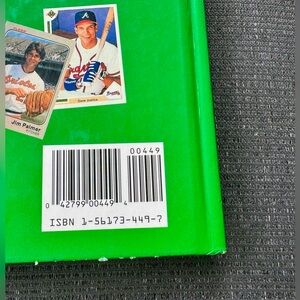 Dave Justice
Jim Palmer
00449
0 42799 00449 4
ISBN 1-56173-449-7